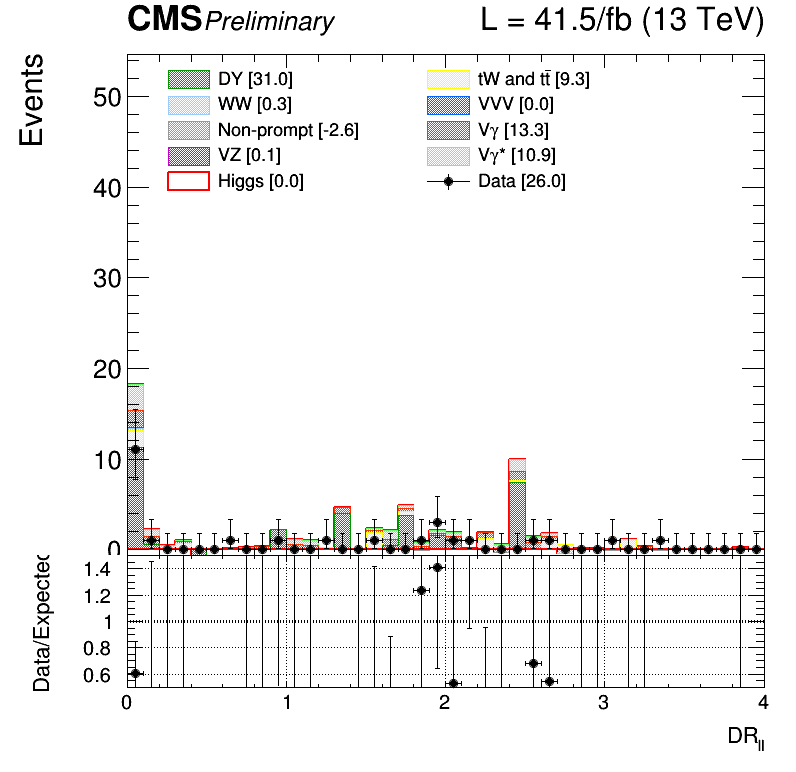 CMS Preliminary L = 41.5/fb (13 TeV)
Events
DY [31.0] tW and tt̄ [9.3]
WW [0.3] VVV [0.0]
Non-prompt [-2.6] Vγ [13.3]
VZ [0.1] Vγ* [10.9]
Higgs [0.0] Data [26.0]
50
40
30
20
10
0
Data/Expected
1.4
1.2
1
0.8
0.6
0 1 2 3 4
DR_ll